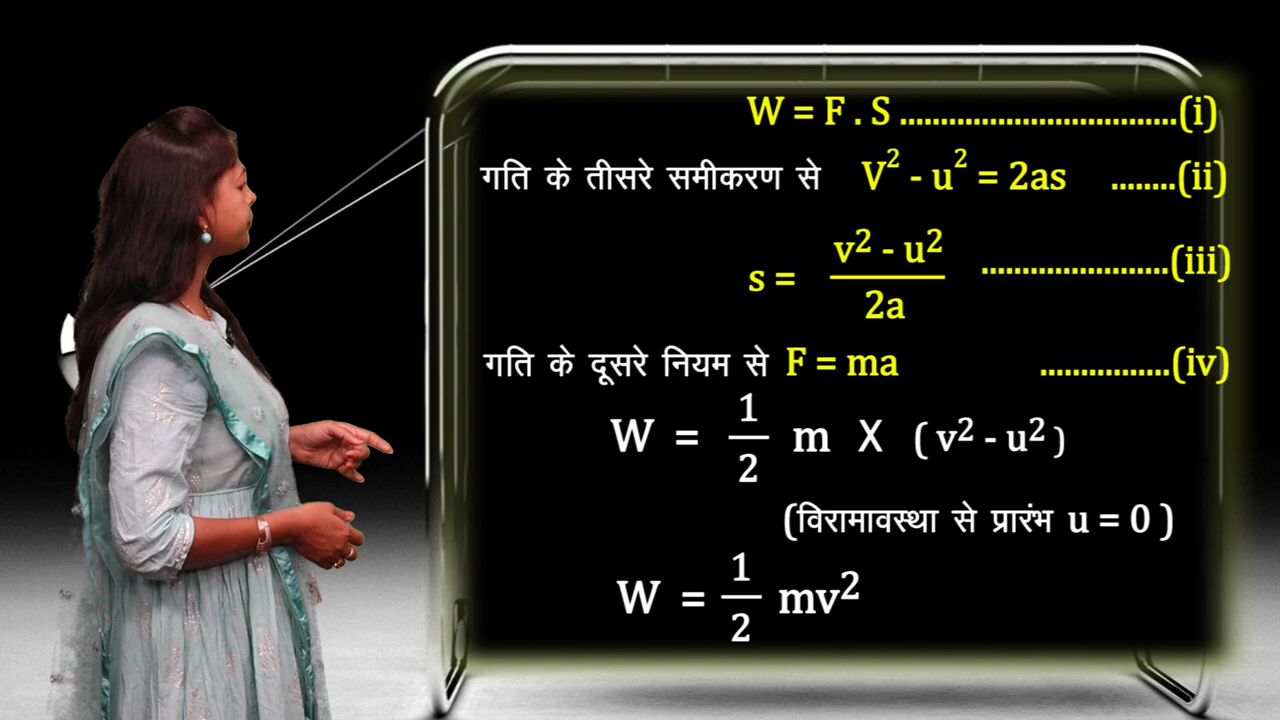 W = F . S ..................................(i)
गति के तीसरे समीकरण से V² - u² = 2as ........(ii)
s = v² - u² / 2a .......................(iii)
गति के दूसरे नियम से F = ma ................(iv)
W = 1/2 m X ( v² - u² )
(विरामावस्था से प्रारंभ u = 0 )
W = 1/2 mv²